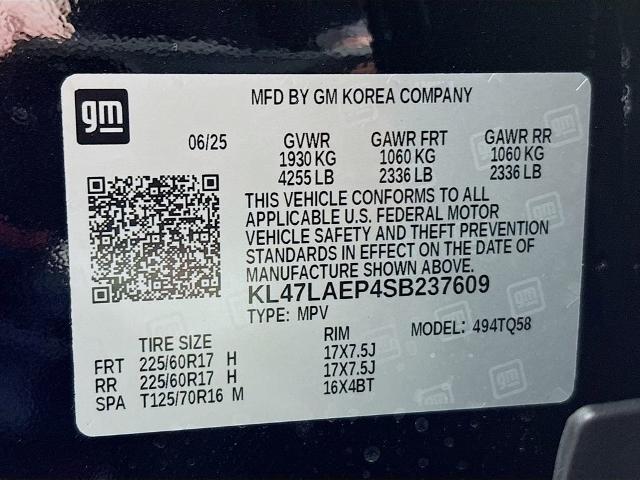 gm
MFD BY GM KOREA COMPANY
06/25 GVWR GAWR FRT GAWR RR
1930 KG 1060 KG 1060 KG
4255 LB 2336 LB 2336 LB
THIS VEHICLE CONFORMS TO ALL
APPLICABLE U.S. FEDERAL MOTOR
VEHICLE SAFETY AND THEFT PREVENTION
STANDARDS IN EFFECT ON THE DATE OF
MANUFACTURE SHOWN ABOVE.
KL47LAEP4SB237609
TYPE: MPV MODEL: 494TQ58
TIRE SIZE RIM
FRT 225/60R17 H 17X7.5J
RR 225/60R17 H 17X7.5J
SPA T125/70R16 M 16X4BT